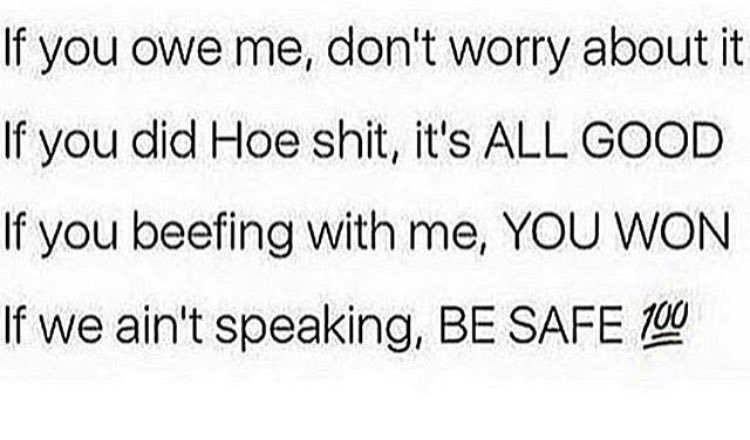 If you owe me, don't worry about it
If you did Hoe shit, it's ALL GOOD
If you beefing with me, YOU WON
If we ain't speaking, BE SAFE 💯